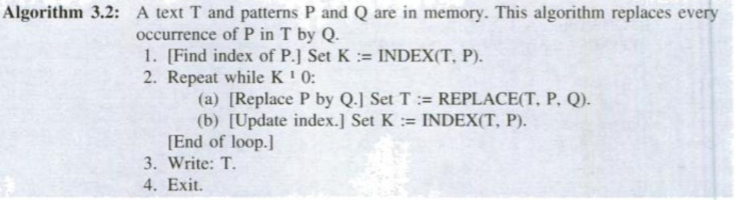 Algorithm 3.2: A text T and patterns P and Q are in memory. This algorithm replaces every
occurrence of P in T by Q.
1. [Find index of P.] Set K := INDEX(T, P).
2. Repeat while K ¹ 0:
(a) [Replace P by Q.] Set T := REPLACE(T, P, Q).
(b) [Update index.] Set K := INDEX(T, P).
[End of loop.]
3. Write: T.
4. Exit.